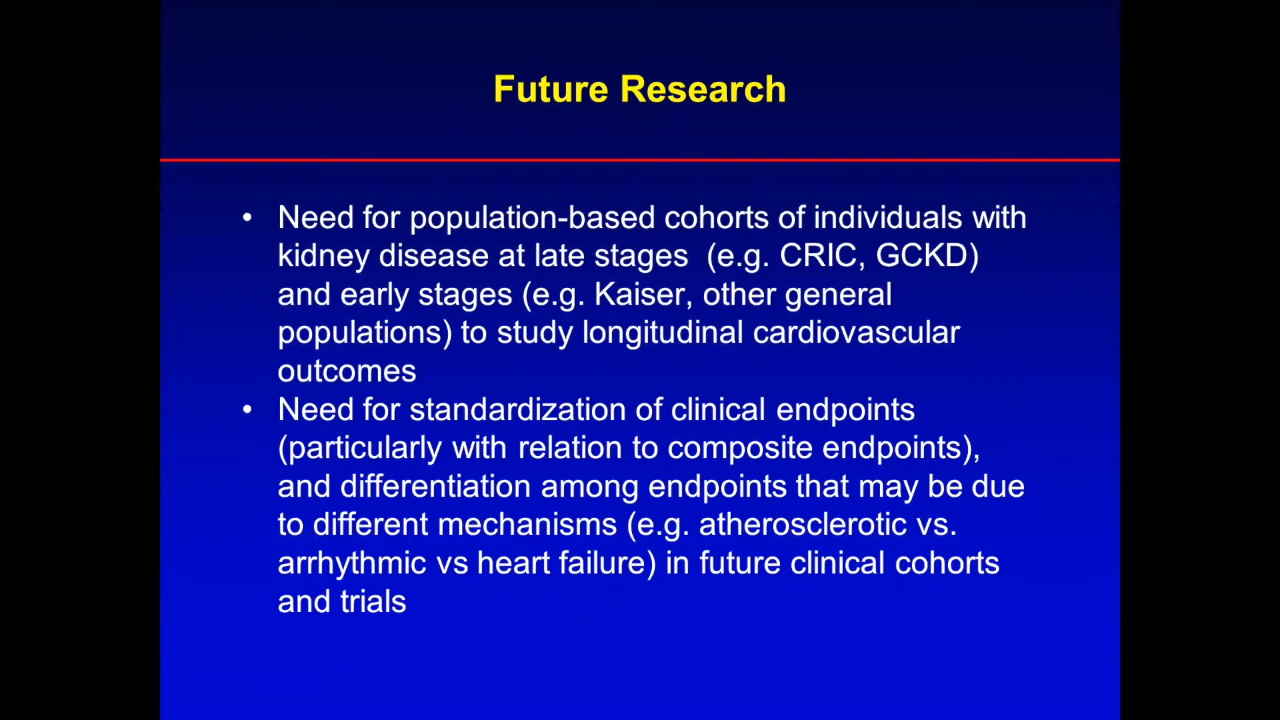 Future Research
• Need for population-based cohorts of individuals with
kidney disease at late stages  (e.g. CRIC, GCKD)
and early stages (e.g. Kaiser, other general
populations) to study longitudinal cardiovascular
outcomes
• Need for standardization of clinical endpoints
(particularly with relation to composite endpoints),
and differentiation among endpoints that may be due
to different mechanisms (e.g. atherosclerotic vs.
arrhythmic vs heart failure) in future clinical cohorts
and trials